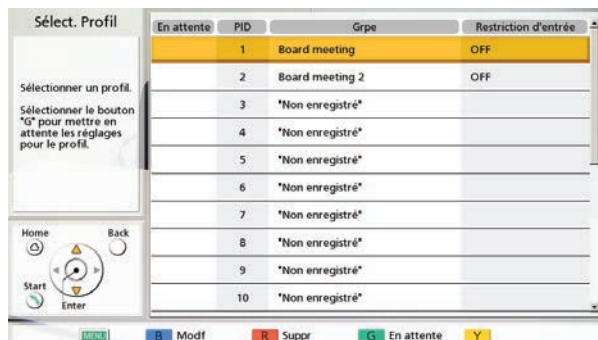 Sélect. Profil
Sélectionner un profil.
Sélectionner le bouton
"G" pour mettre en
attente les réglages
pour le profil.
Home Back
Start
Enter
En attente PID Grpe Restriction d'entrée
1 Board meeting OFF
2 Board meeting 2 OFF
3 "Non enregistré"
4 "Non enregistré"
5 "Non enregistré"
6 "Non enregistré"
7 "Non enregistré"
8 "Non enregistré"
9 "Non enregistré"
10 "Non enregistré"
MENU B Modf R Suppr G En attente Y